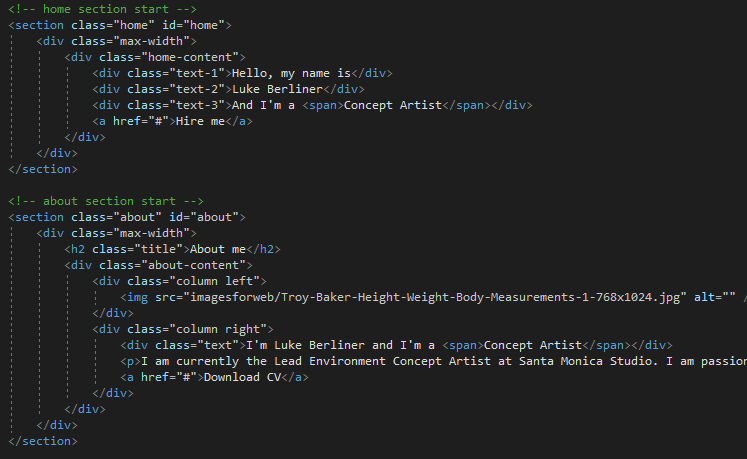 <!-- home section start -->
<section class="home" id="home">
    <div class="max-width">
        <div class="home-content">
            <div class="text-1">Hello, my name is</div>
            <div class="text-2">Luke Berliner</div>
            <div class="text-3">And I'm a <span>Concept Artist</span></div>
            <a href="#">Hire me</a>
        </div>
    </div>
</section>

<!-- about section start -->
<section class="about" id="about">
    <div class="max-width">
        <h2 class="title">About me</h2>
        <div class="about-content">
            <div class="column left">
                <img src="imagesforweb/Troy-Baker-Height-Weight-Body-Measurements-1-768x1024.jpg" alt="" /
            </div>
            <div class="column right">
                <div class="text">I'm Luke Berliner and I'm a <span>Concept Artist</span></div>
                <p>I am currently the Lead Environment Concept Artist at Santa Monica Studio. I am passion
                <a href="#">Download CV</a>
            </div>
        </div>
    </div>
</section>